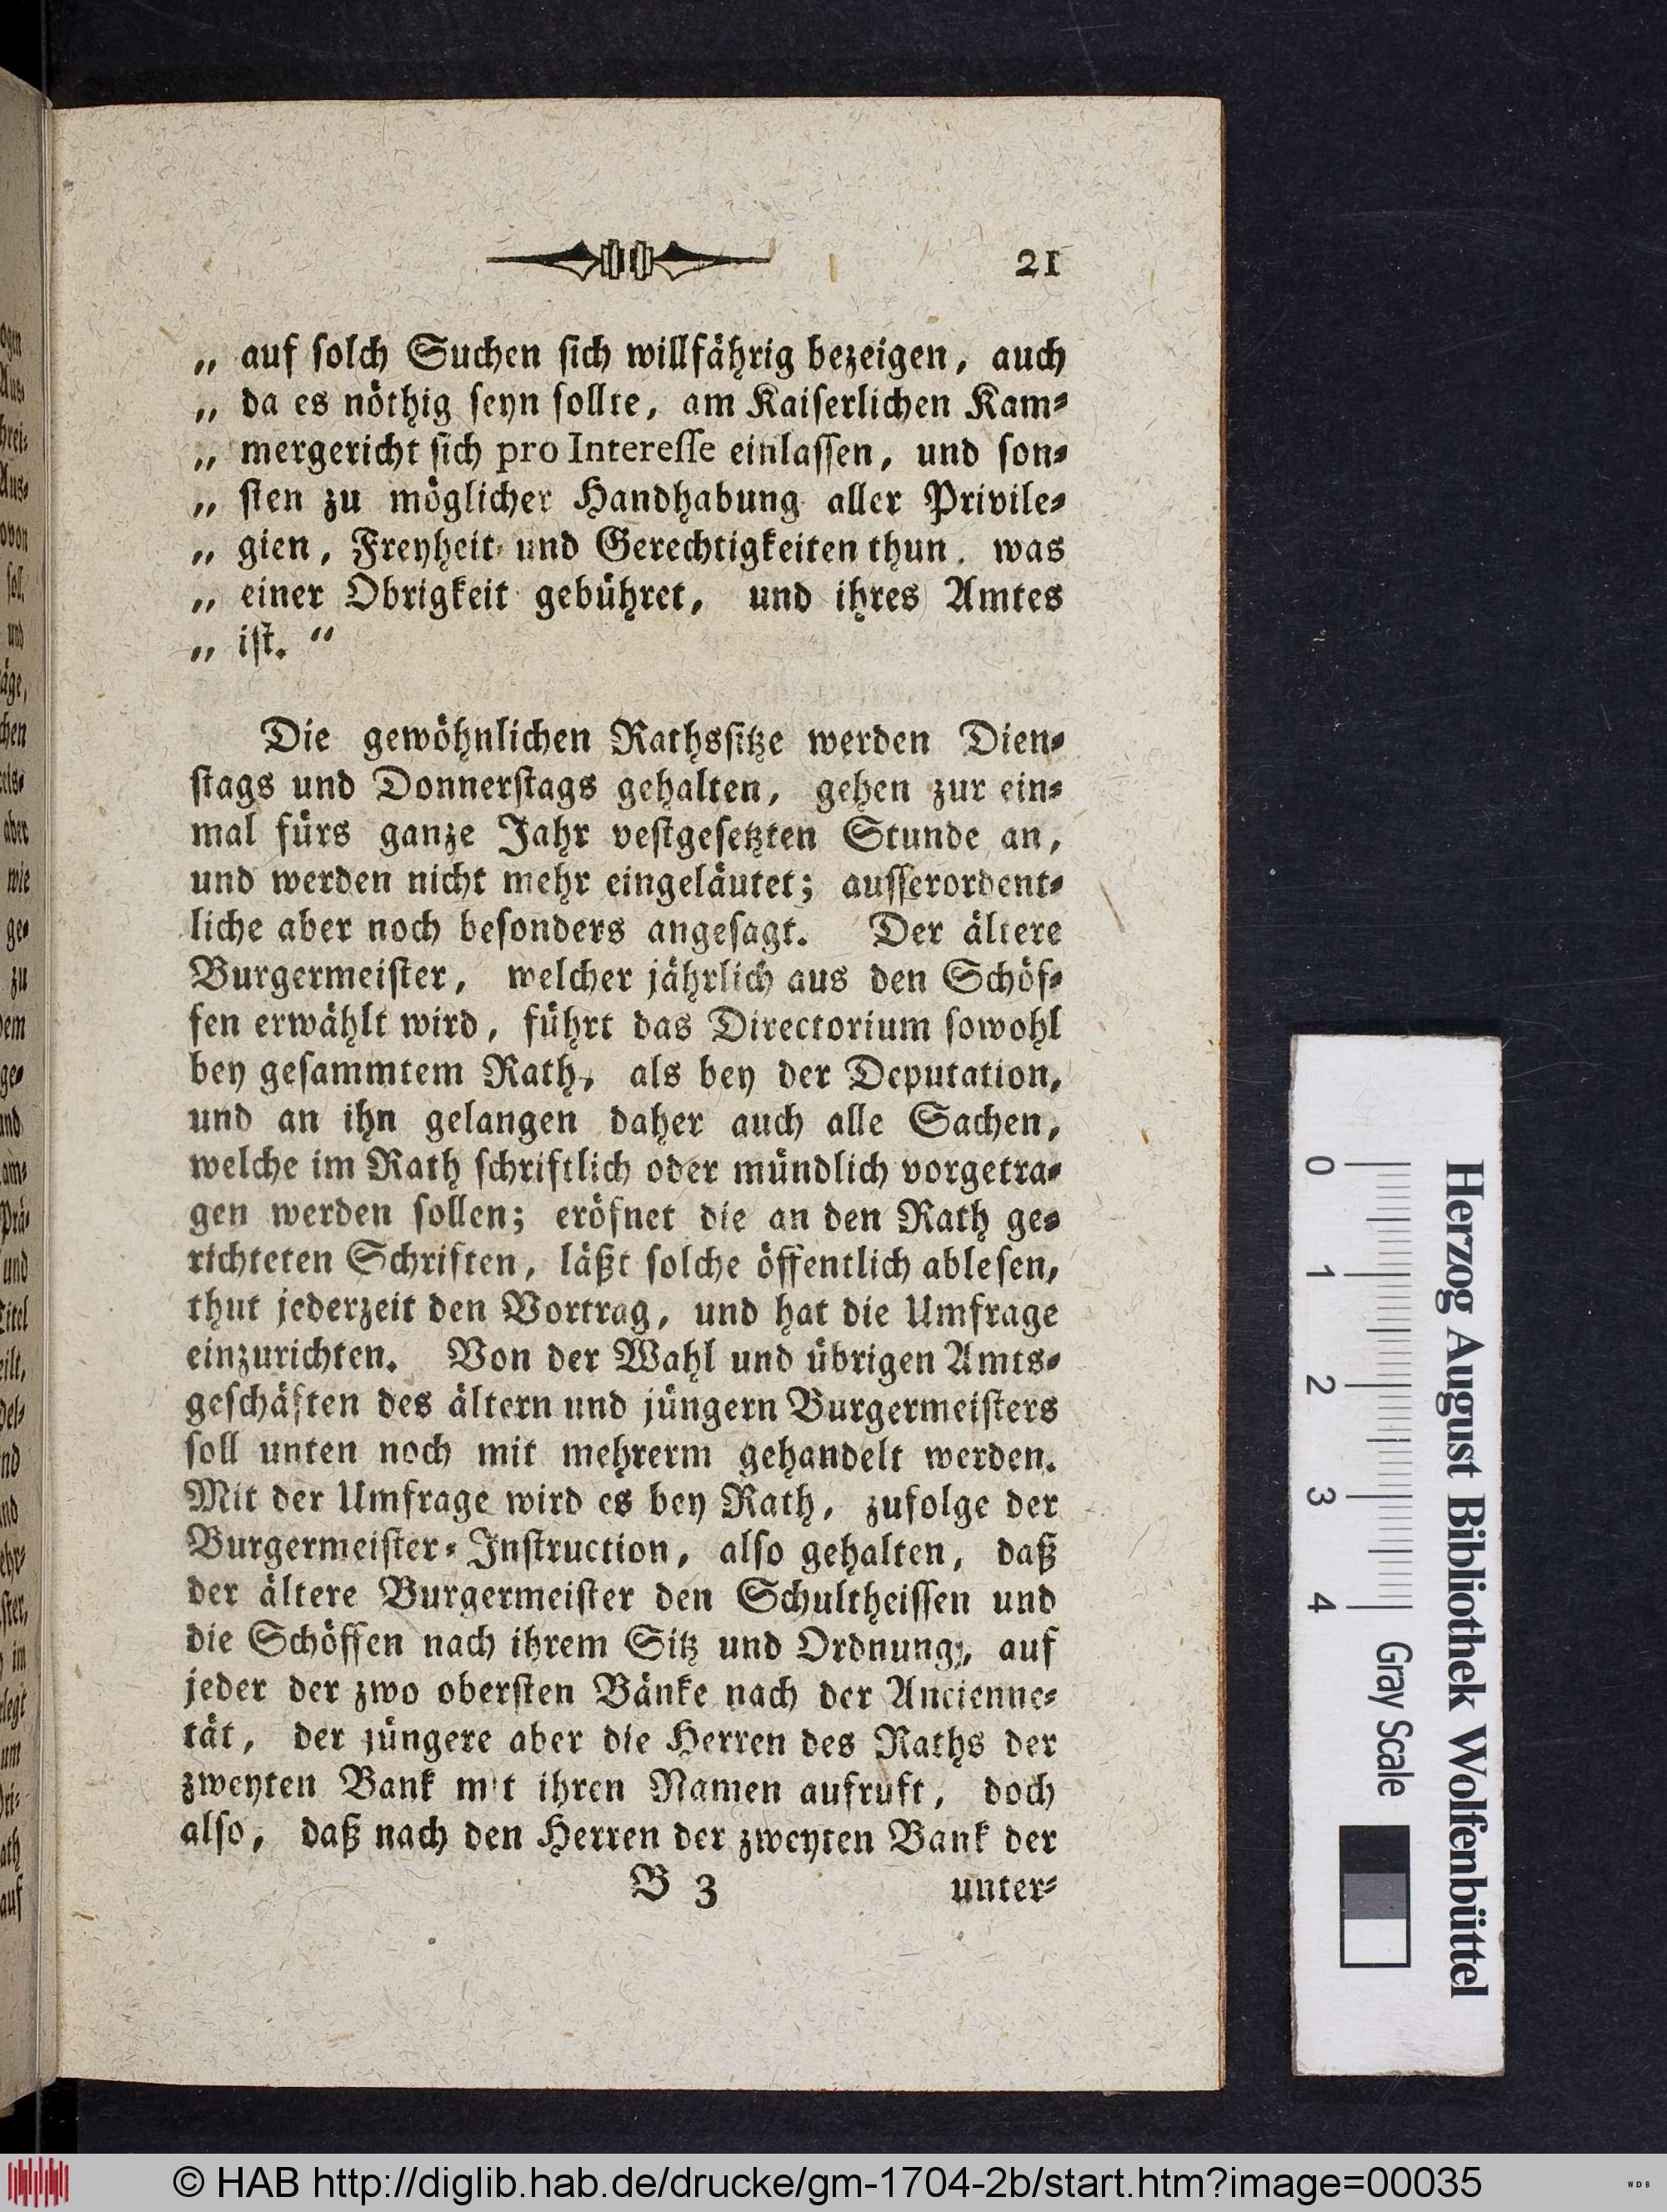 21
„ auf ſolch Suchen ſich willfährig bezeigen, auch
„ da es nöthig ſeyn ſollte, am Kaiſerlichen Kam⸗
„ mergericht ſich pro Intereſſe einlaſſen, und ſon⸗
„ ſten zu möglicher Handhabung aller Privile⸗
„ gien, Freyheit und Gerechtigkeiten thun, was
„ einer Obrigkeit gebühret, und ihres Amtes
„ iſt. “
Die gewöhnlichen Rathsſitze werden Dien⸗
ſtags und Donnerſtags gehalten, gehen zur ein⸗
mal fürs ganze Jahr veſtgeſetzten Stunde an,
und werden nicht mehr eingeläutet; auſſerordent⸗
liche aber noch beſonders angeſagt. Der ältere
Burgermeiſter, welcher jährlich aus den Schöf⸗
fen erwählt wird, führt das Directorium ſowohl
bey geſammtem Rath, als bey der Deputation,
und an ihn gelangen daher auch alle Sachen,
welche im Rath ſchriftlich oder mündlich vorgetra⸗
gen werden ſollen; eröfnet die an den Rath ge⸗
richteten Schriften, läßt ſolche öffentlich ableſen,
thut jederzeit den Vortrag, und hat die Umfrage
einzurichten. Von der Wahl und übrigen Amts⸗
geſchäften des ältern und jüngern Burgermeiſters
ſoll unten noch mit mehrerm gehandelt werden.
Mit der Umfrage wird es bey Rath, zufolge der
Burgermeiſter⸗Inſtruction, alſo gehalten, daß
der ältere Burgermeiſter den Schultheiſſen und
die Schöffen nach ihrem Sitz und Ordnung, auf
jeder der zwo oberſten Bänke nach der Ancienne⸗
tät, der jüngere aber die Herren des Raths der
zweyten Bank mit ihren Namen aufruft, doch
alſo, daß nach den Herren der zweyten Bank der
B 3 unter⸗
Herzog August Bibliothek Wolfenbüttel
0 1 2 3 4 Gray Scale
© HAB http://diglib.hab.de/drucke/gm-1704-2b/start.htm?image=00035
WDB